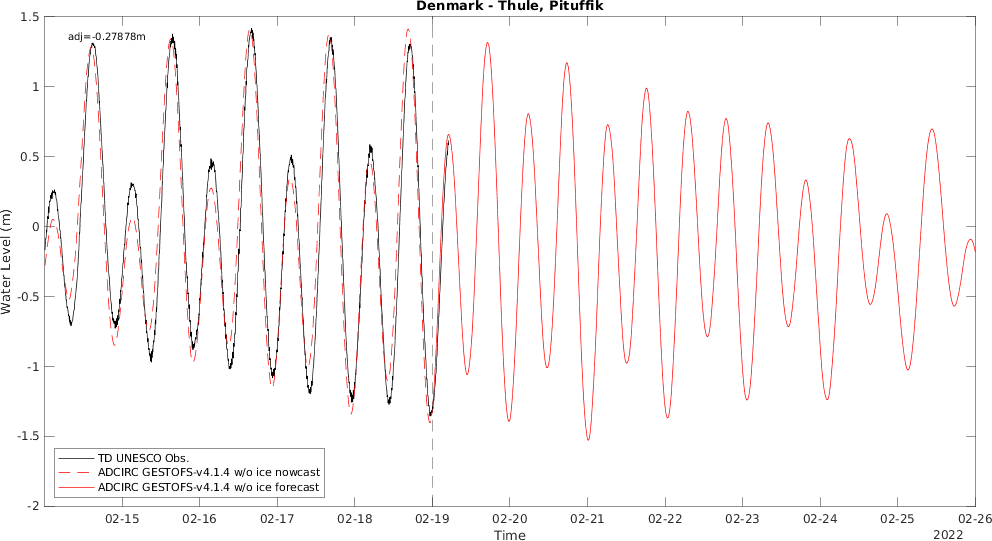 Denmark - Thule, Pituffik
adj=-0.27878m
1.5
1
0.5
0
-0.5
-1
-1.5
-2
Water Level (m)
TD UNESCO Obs.
ADCIRC GESTOFS-v4.1.4 w/o ice nowcast
ADCIRC GESTOFS-v4.1.4 w/o ice forecast
02-15 02-16 02-17 02-18 02-19 02-20 02-21 02-22 02-23 02-24 02-25 02-26
Time
2022